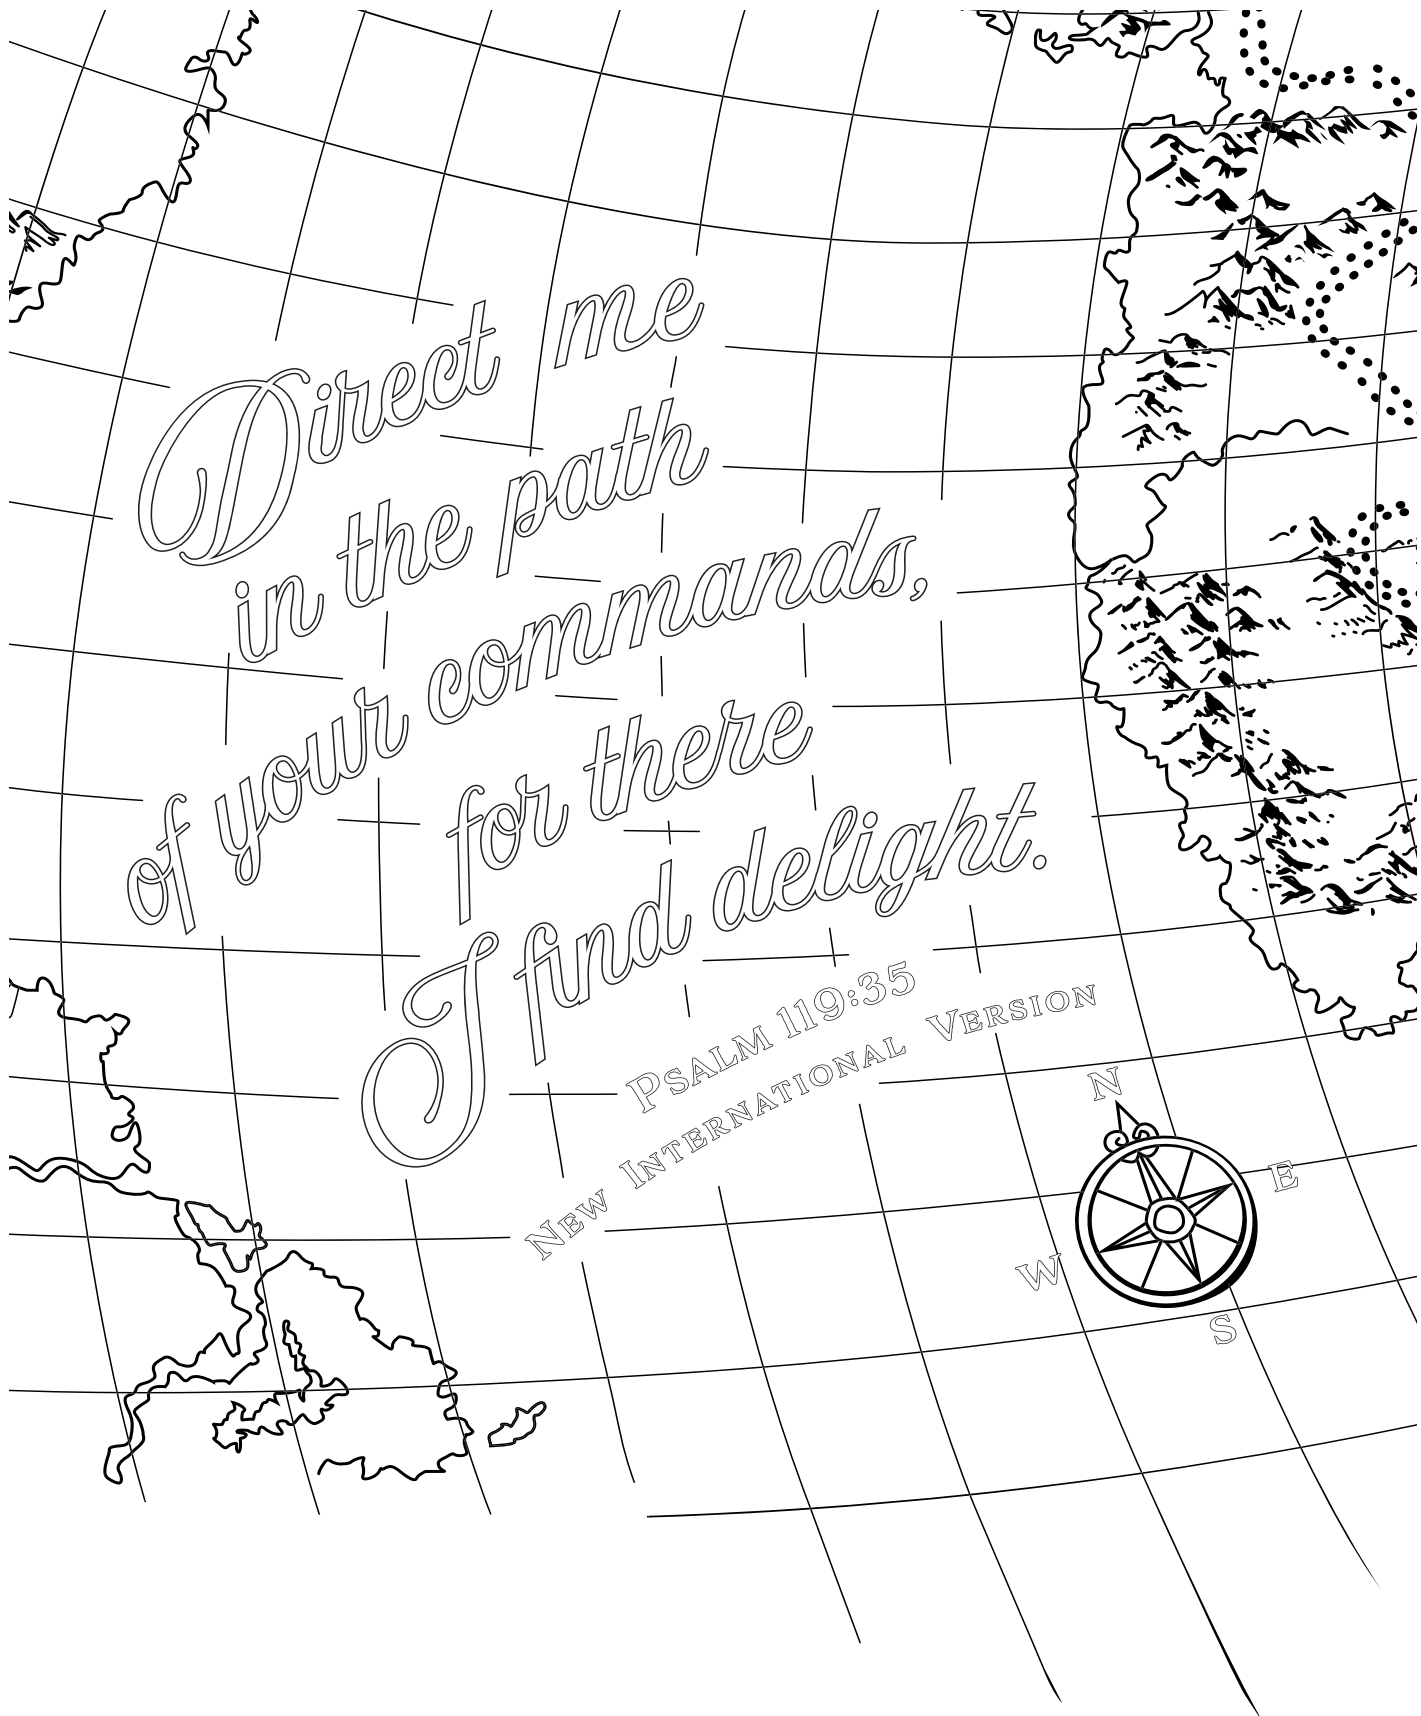 Direct me
in the path
of your commands,
for there
I find delight.
Psalm 119:35
New International Version
N
E
W
S